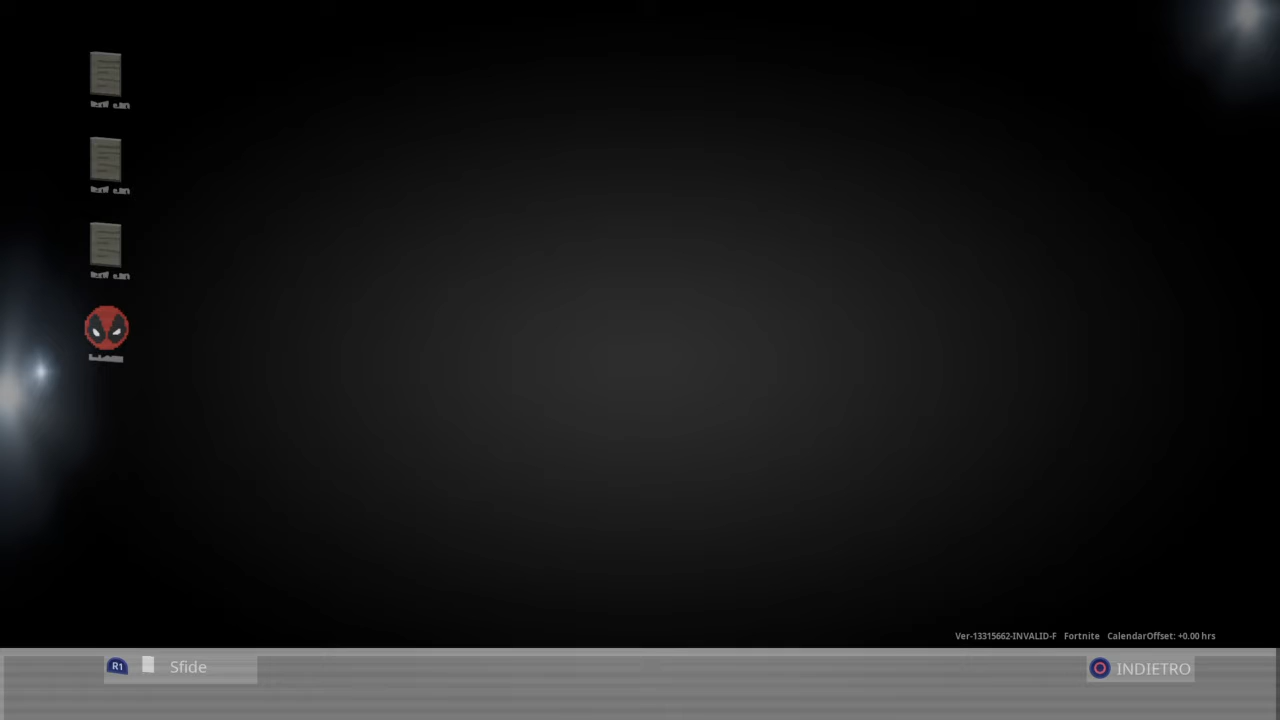 Ver-13315662-INVALID-F Fortnite CalendarOffset: +0.00 hrs
R1 Sfide
INDIETRO